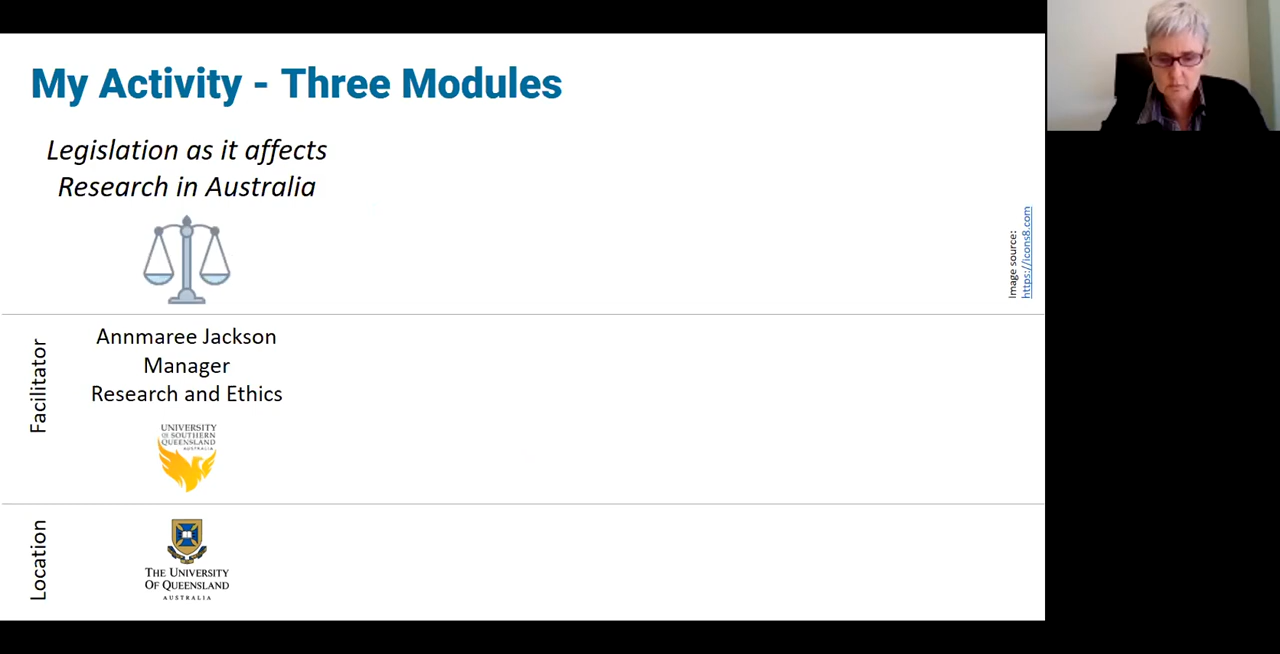 My Activity - Three Modules
Legislation as it affects
Research in Australia
Image source:
https://icons8.com
Facilitator
Annmaree Jackson
Manager
Research and Ethics
UNIVERSITY
OF SOUTHERN
QUEENSLAND
AUSTRALIA
Location
THE UNIVERSITY
OF QUEENSLAND
AUSTRALIA